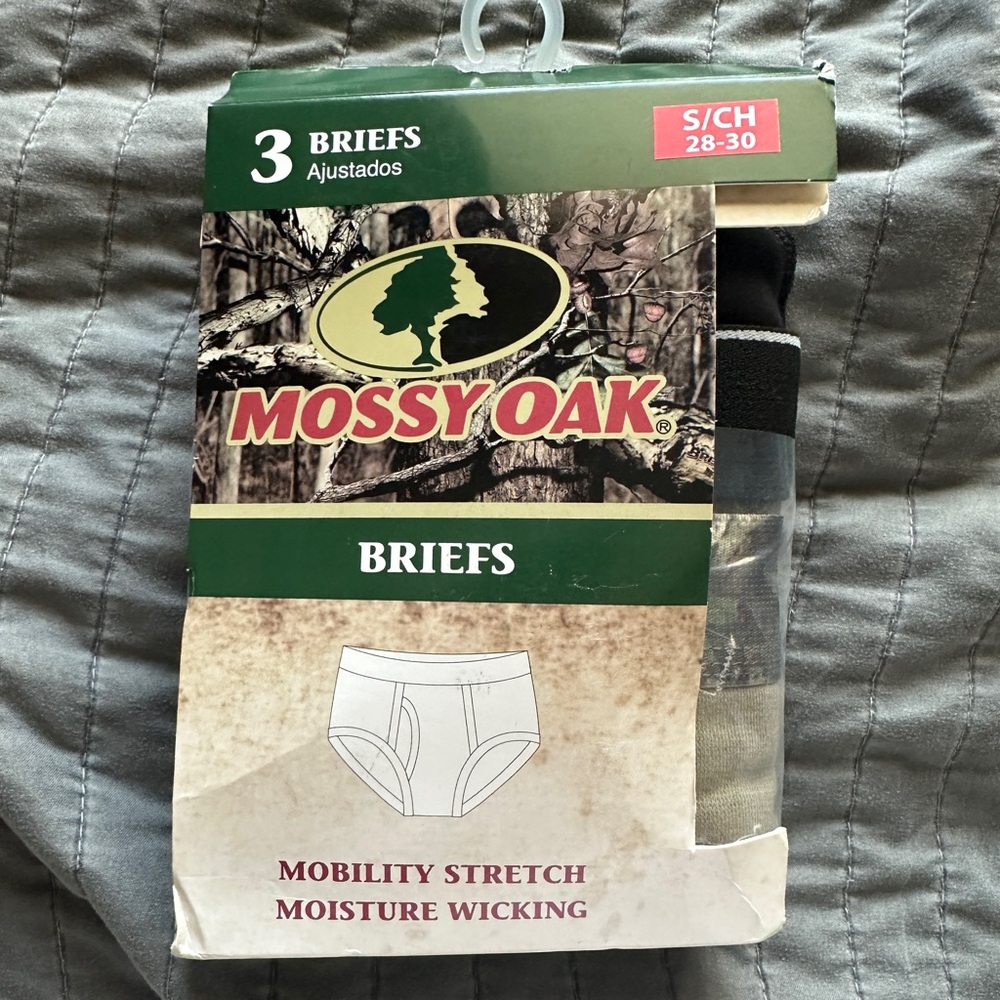 3 BRIEFS
Ajustados
S/CH
28-30
MOSSY OAK®
BRIEFS
MOBILITY STRETCH
MOISTURE WICKING